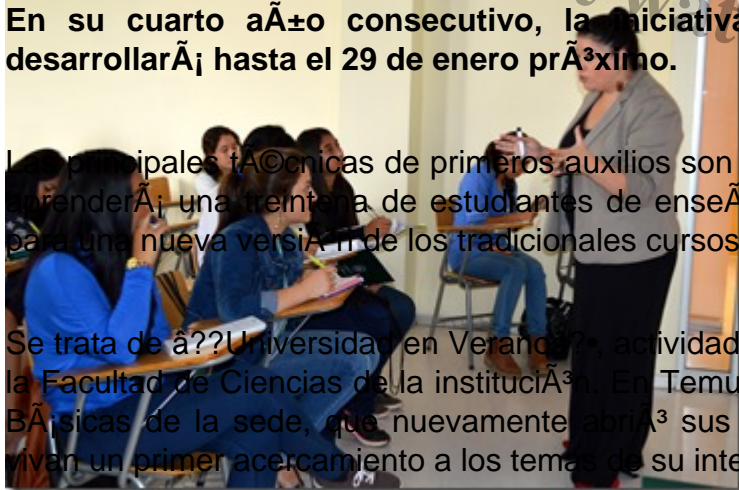 En su cuarto aÃ±o consecutivo, la iniciativa
desarrollarÃ¡ hasta el 29 de enero prÃ³ximo.
Las principales tÃ©cnicas de primeros auxilios son
aprenderÃ¡ una treintena de estudiantes de enseÃ
para una nueva versiÃ³n de los tradicionales cursos
Se trata de â??Universidad en Veranoâ?•, actividad
la Facultad de Ciencias de la instituciÃ³n. En Temu
BÃ¡sicas de la sede, que nuevamente abriÃ³ sus
vivan un primer acercamiento a los temas de su inte